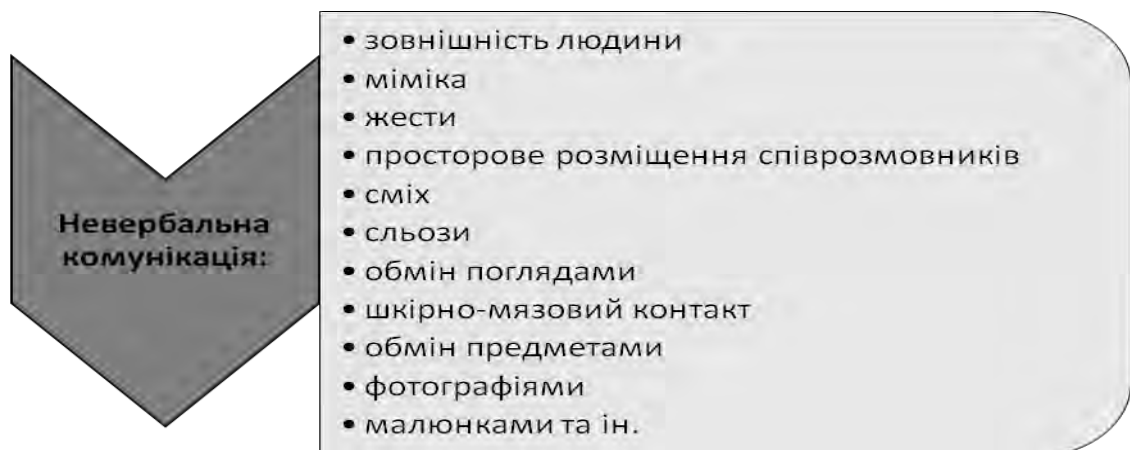 Невербальна
комунікація:
• зовнішність людини
• міміка
• жести
• просторове розміщення співрозмовників
• сміх
• сльози
• обмін поглядами
• шкірно-мязовий контакт
• обмін предметами
• фотографіями
• малюнками та ін.